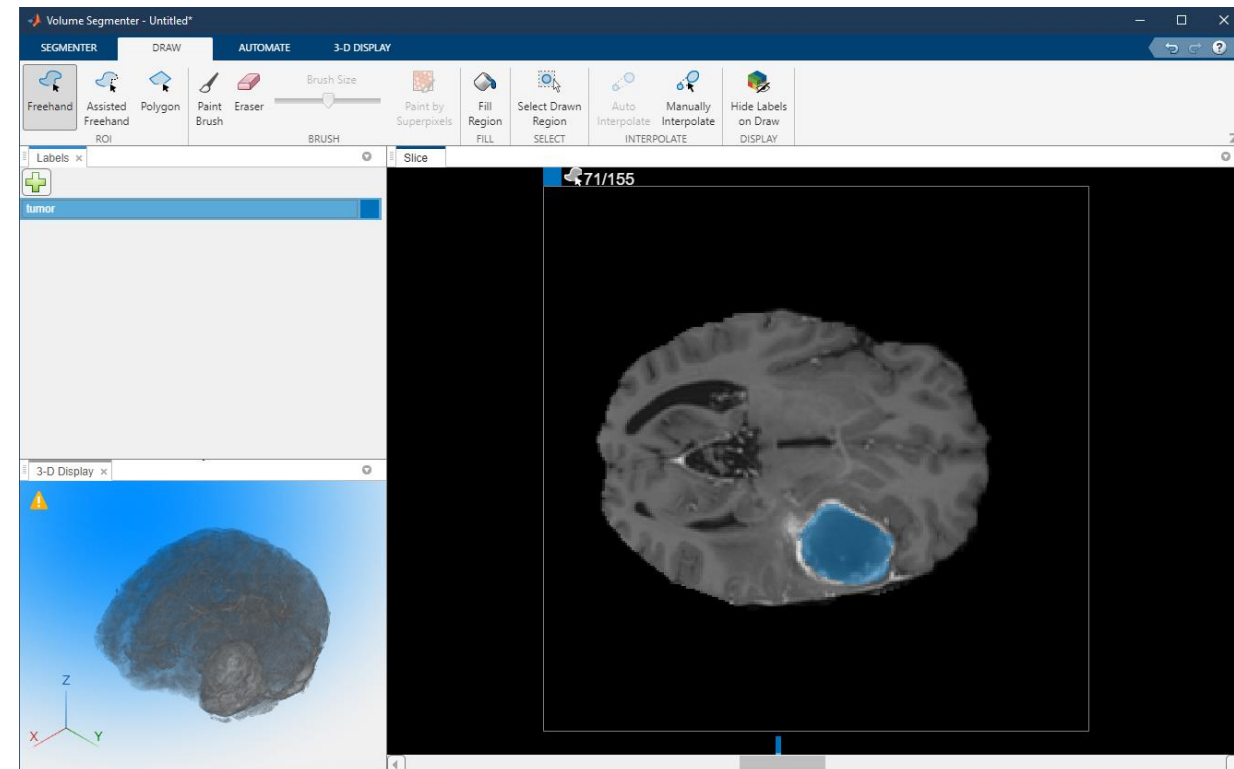 Volume Segmenter - Untitled*
SEGMENTER DRAW AUTOMATE 3-D DISPLAY
Freehand
Assisted
Freehand
Polygon
ROI
Paint
Brush
Eraser
Brush Size
BRUSH
Paint by
Superpixels
Fill
Region
FILL
Select Drawn
Region
SELECT
Auto
Interpolate
Manually
Interpolate
INTERPOLATE
Hide Labels
on Draw
DISPLAY
Labels
Slice
71/155
tumor
3-D Display
Z
X
Y